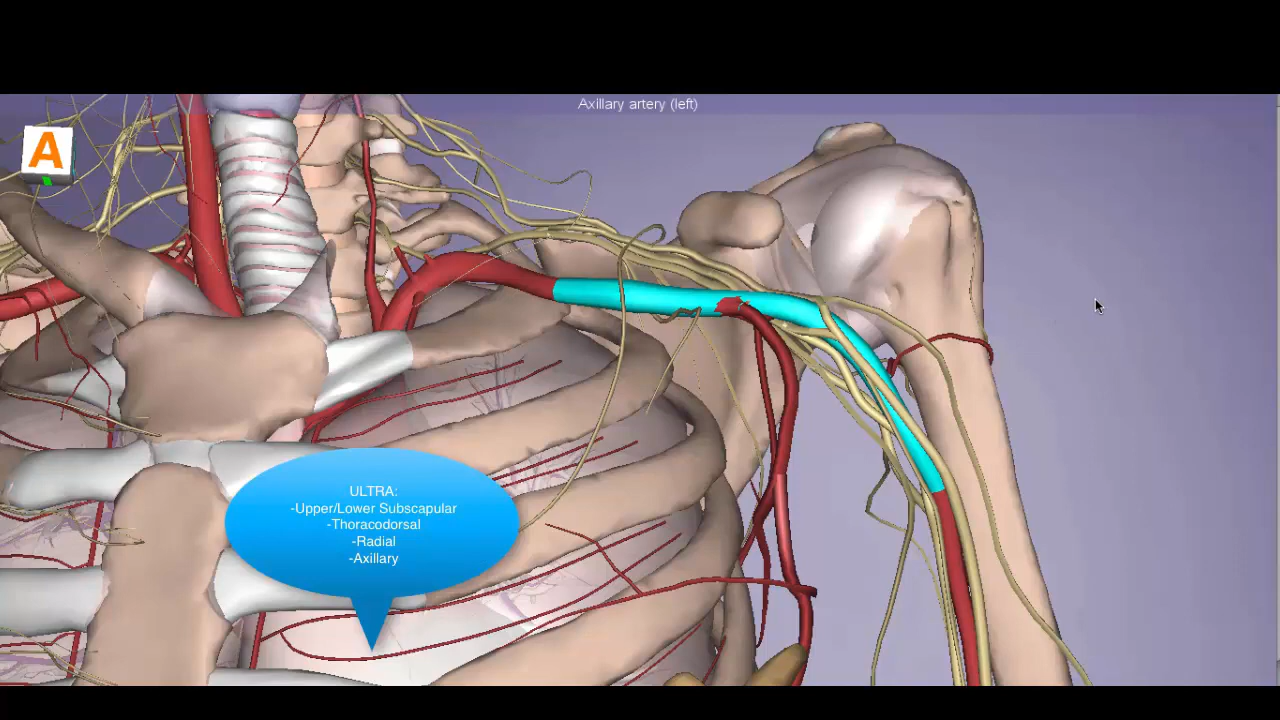 Axillary artery (left)
A
ULTRA:
-Upper/Lower Subscapular
-Thoracodorsal
-Radial
-Axillary